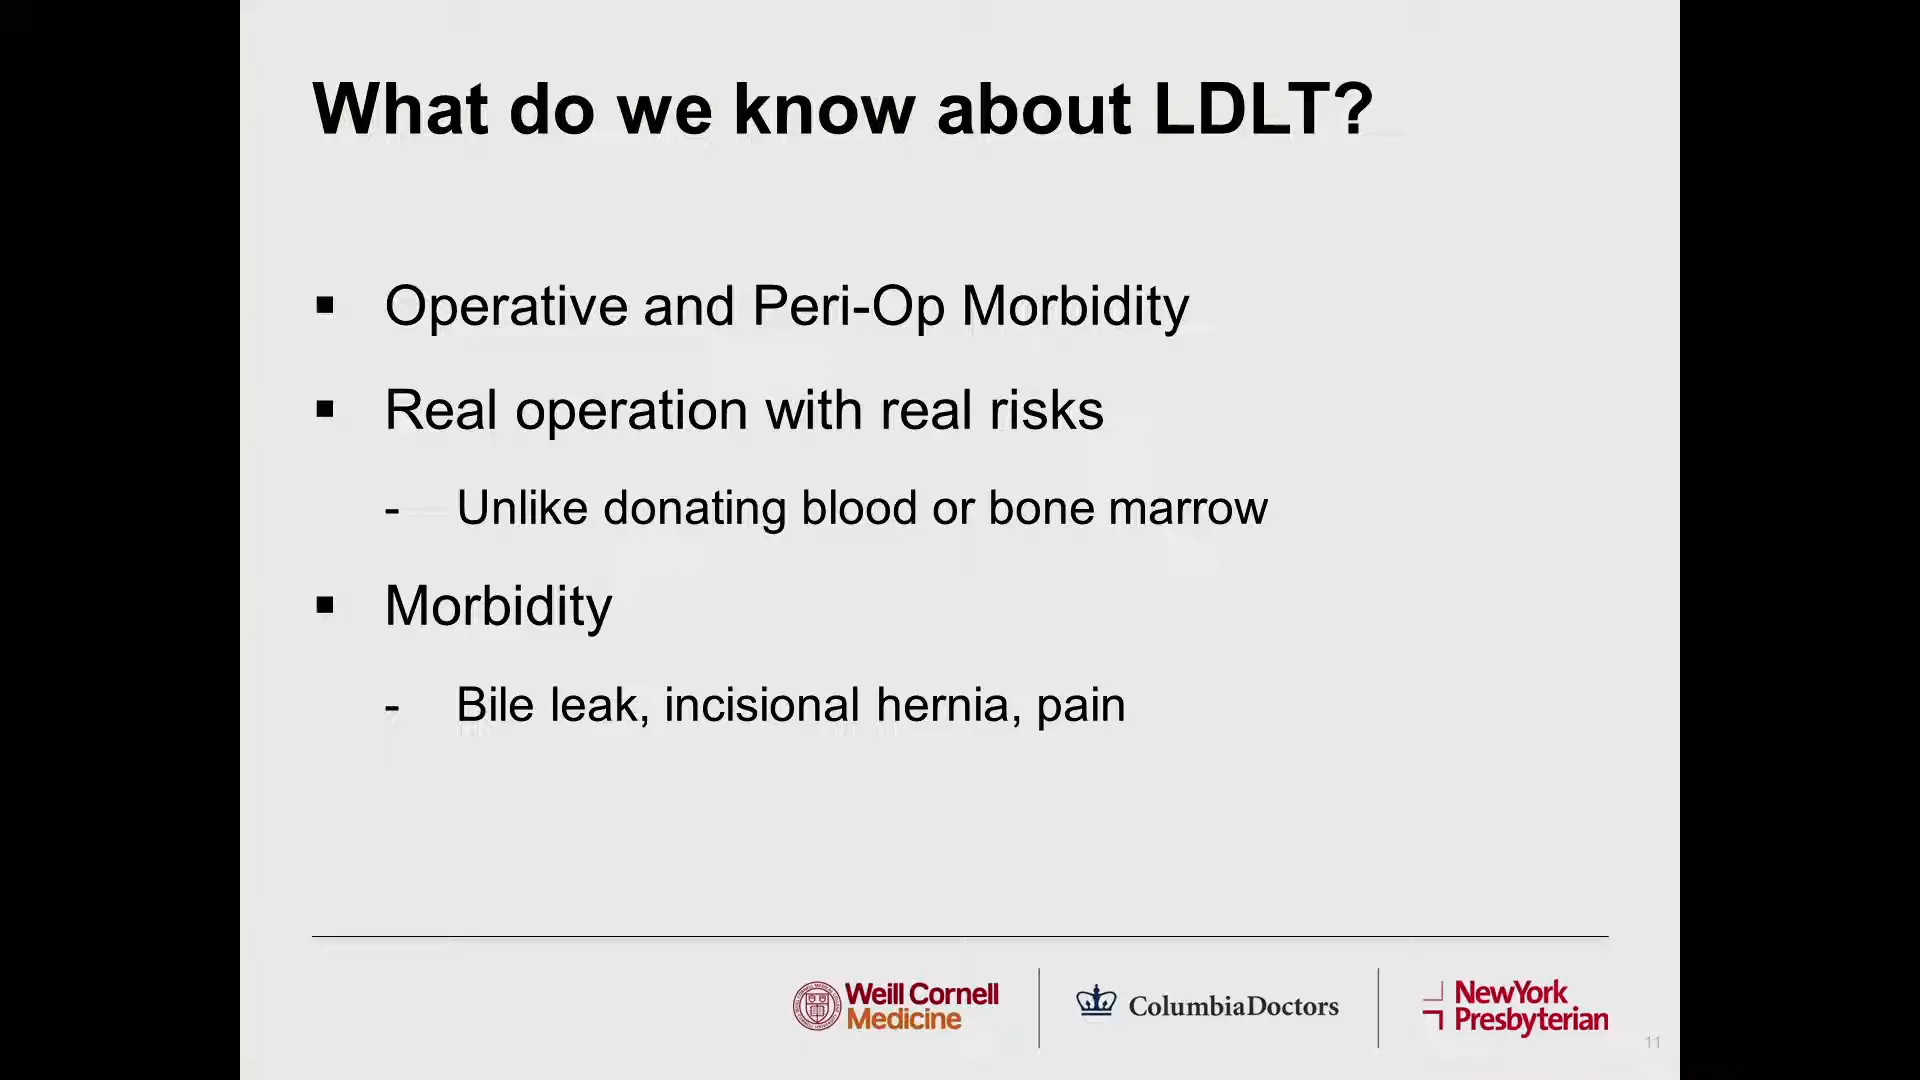 What do we know about LDLT?
▪ Operative and Peri-Op Morbidity
▪ Real operation with real risks
- Unlike donating blood or bone marrow
▪ Morbidity
- Bile leak, incisional hernia, pain
Weill Cornell
Medicine
ColumbiaDoctors
NewYork
Presbyterian
11